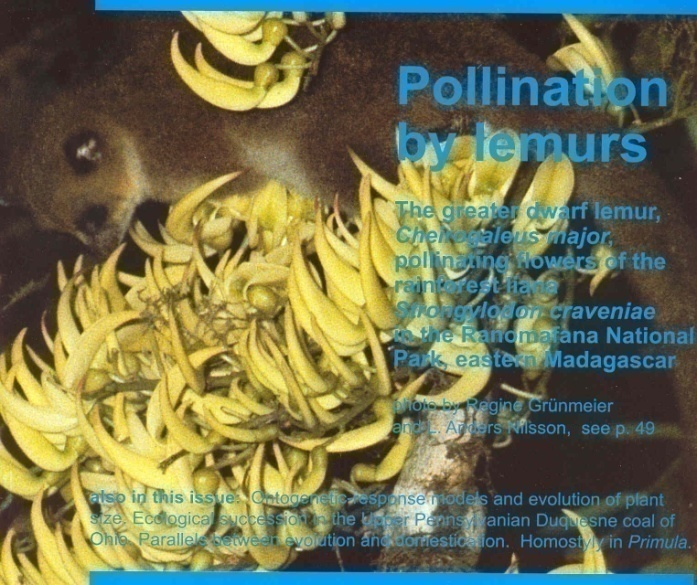 Pollination
by lemurs
The greater dwarf lemur,
Cheirogaleus major,
pollinating flowers of the
rainforest liana
Strongylodon craveniae
in the Ranomafana National
Park, eastern Madagascar
photo by Regine Grünmeier
and L. Anders Nilsson, see p. 49
also in this issue: Ontogenetic response models and evolution of plant
size. Ecological succession in the Upper Pennsylvanian Duquesne coal of
Ohio. Parallels between evolution and domestication. Homostyly in Primula.